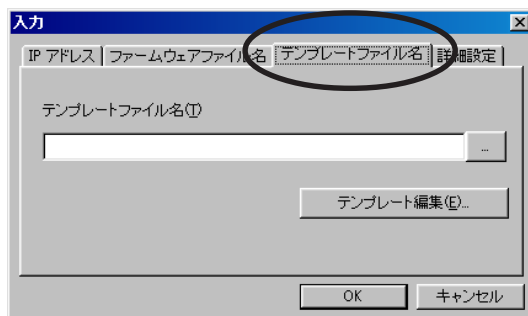 入力
IP アドレス ファームウェアファイル名 テンプレートファイル名 詳細設定
テンプレートファイル名(T)
...
テンプレート編集(E)...
OK キャンセル